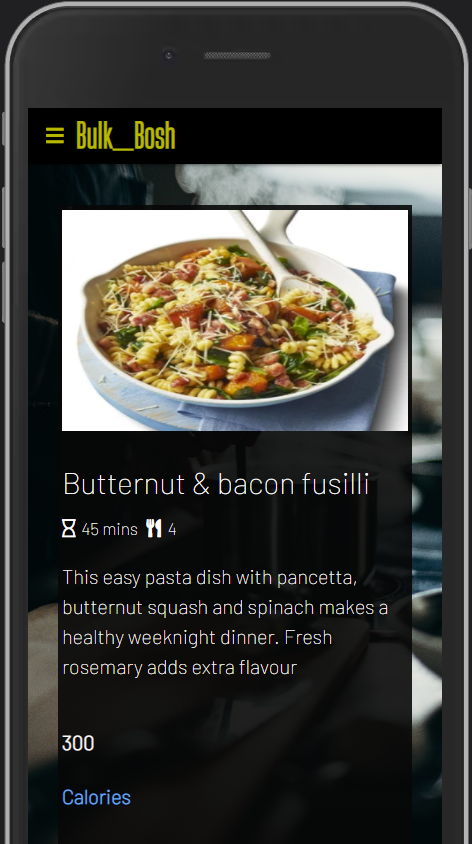 Bulk_Bosh
Butternut & bacon fusilli
45 mins 4
This easy pasta dish with pancetta,
butternut squash and spinach makes a
healthy weeknight dinner. Fresh
rosemary adds extra flavour
300
Calories